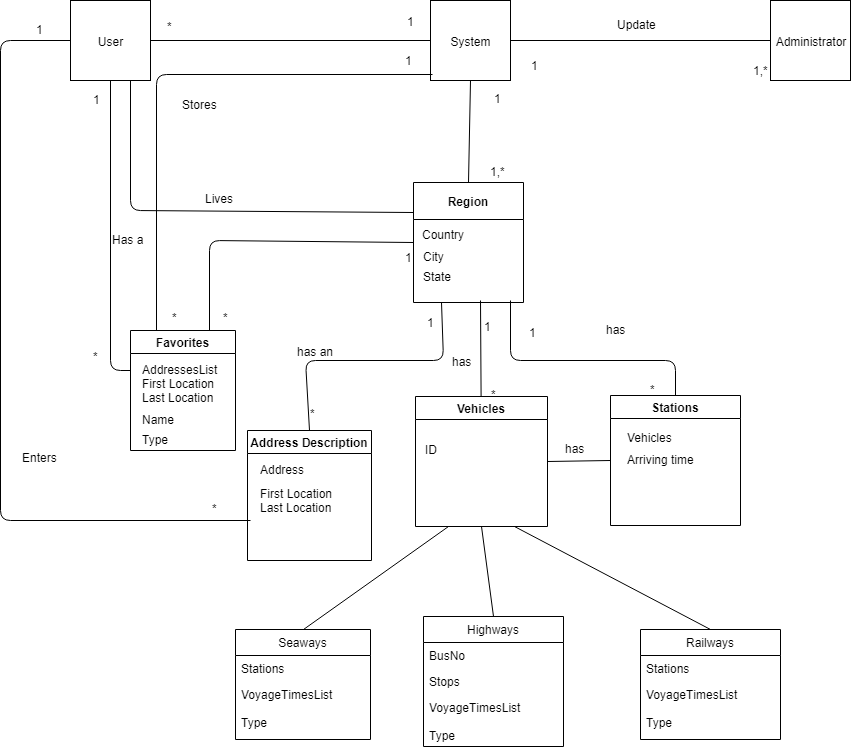 1
User
*
1
System
Update
Administrator
1
1
1,*
1
Stores
1
1,*
Region
Lives
Country
City
State
Has a
1
*
*
*
Favorites
AddressesList
First Location
Last Location
Name
Type
1
has an
*
1
has
*
1
has
*
Address Description
Address
First Location
Last Location
Enters
*
Vehicles
ID
has
Stations
Vehicles
Arriving time
Seaways
Stations
VoyageTimesList
Type
Highways
BusNo
Stops
VoyageTimesList
Type
Railways
Stations
VoyageTimesList
Type